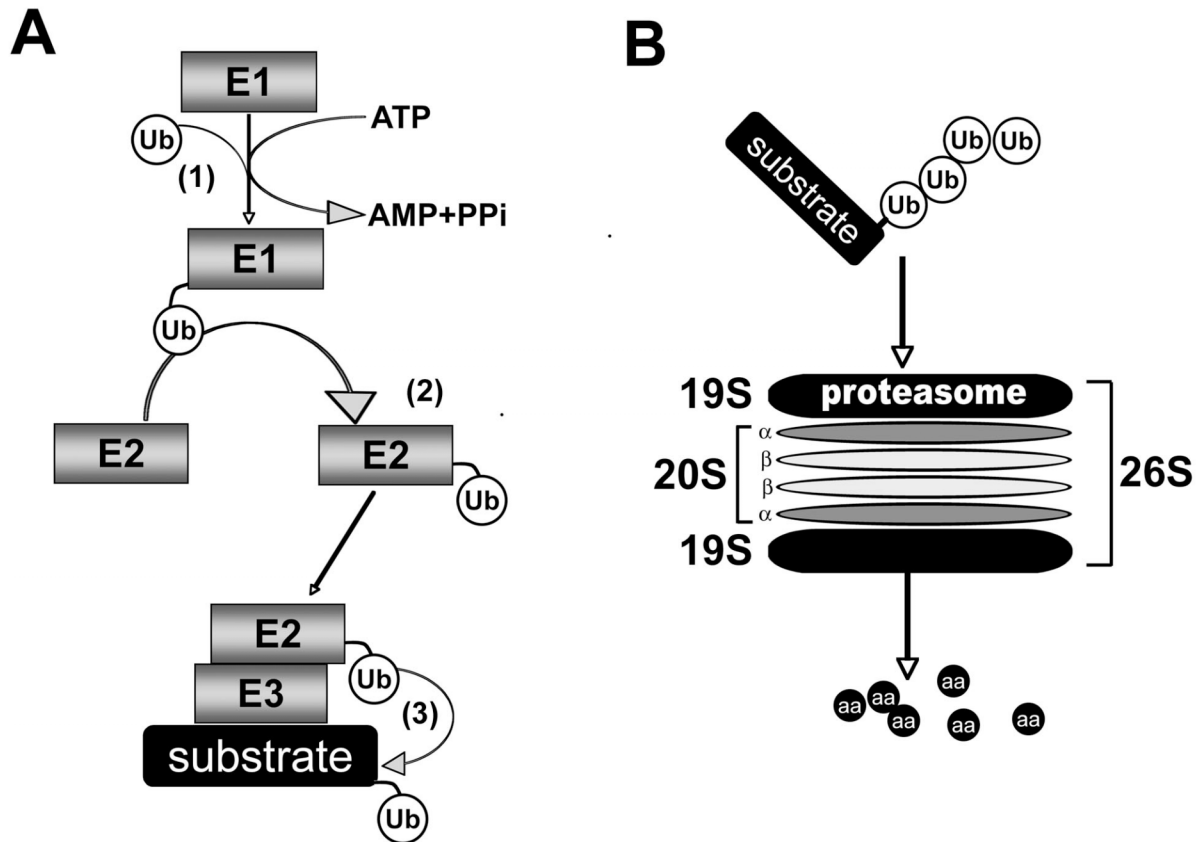 A
E1
Ub
ATP
(1)
AMP+PPi
E1
Ub
(2)
E2
E2
Ub
E2
Ub
E3
(3)
substrate
Ub
B
substrate
Ub
Ub
Ub
Ub
19S
proteasome
α
β
20S
26S
β
α
19S
aa
aa
aa
aa
aa
aa